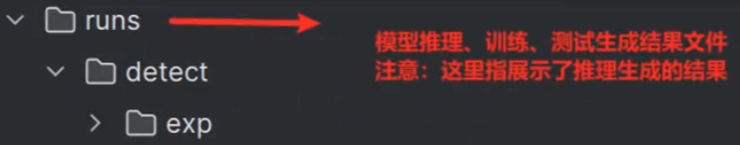 runs
模型推理、训练、测试生成结果文件
注意：这里指展示了推理生成的结果
detect
exp